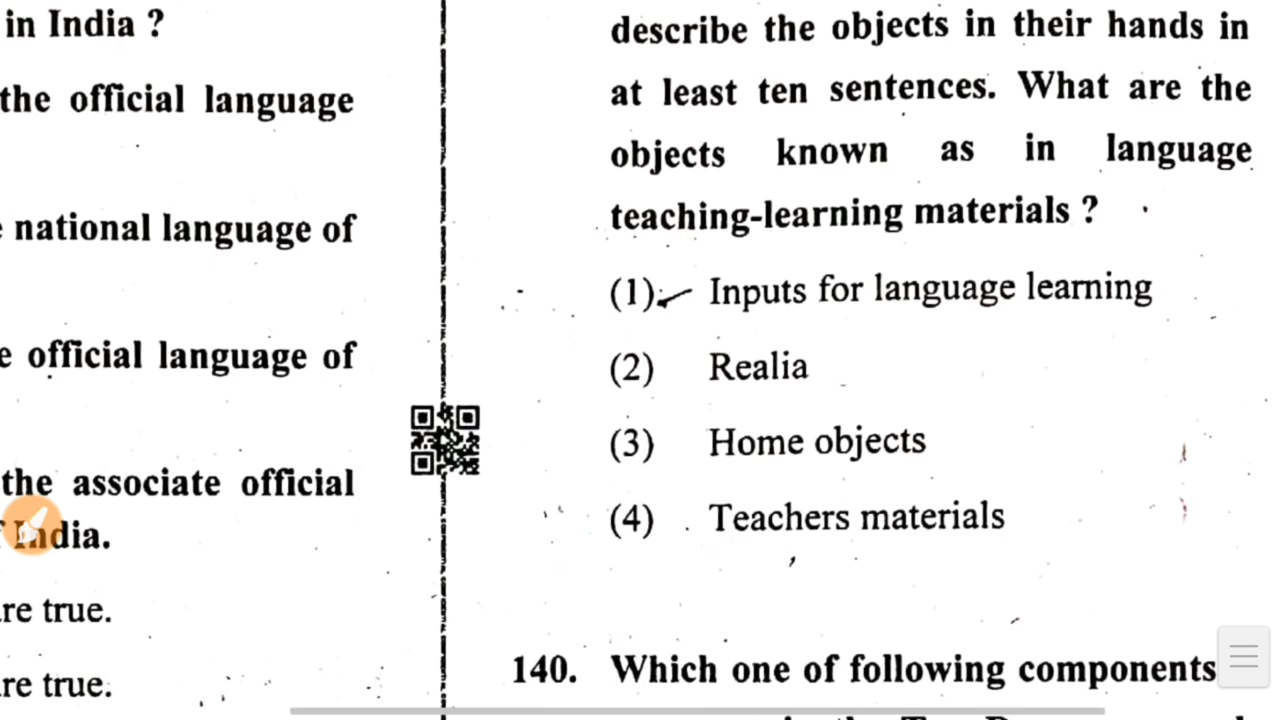 in India ?
the official language
national language of
official language of
the associate official
India.
re true.
re true.
describe the objects in their hands in
at least ten sentences. What are the
objects known as in language
teaching-learning materials ?
(1) Inputs for language learning
(2) Realia
(3) Home objects
(4) Teachers materials
140. Which one of following components